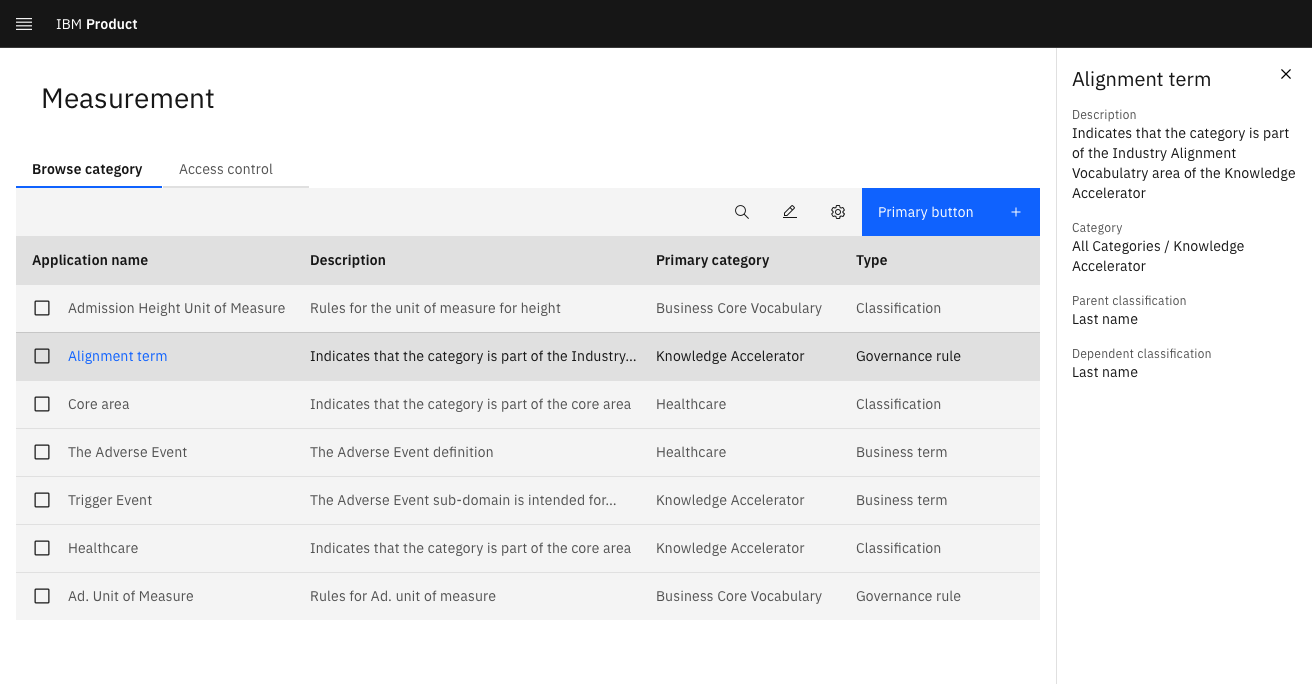 IBM Product
Measurement
Browse category Access control
Primary button
Application name Description Primary category Type
Admission Height Unit of Measure Rules for the unit of measure for height Business Core Vocabulary Classification
Alignment term Indicates that the category is part of the Industry... Knowledge Accelerator Governance rule
Core area Indicates that the category is part of the core area Healthcare Classification
The Adverse Event The Adverse Event definition Healthcare Business term
Trigger Event The Adverse Event sub-domain is intended for... Knowledge Accelerator Business term
Healthcare Indicates that the category is part of the core area Knowledge Accelerator Classification
Ad. Unit of Measure Rules for Ad. unit of measure Business Core Vocabulary Governance rule
Alignment term
Description
Indicates that the category is part
of the Industry Alignment
Vocabulatry area of the Knowledge
Accelerator
Category
All Categories / Knowledge
Accelerator
Parent classification
Last name
Dependent classification
Last name